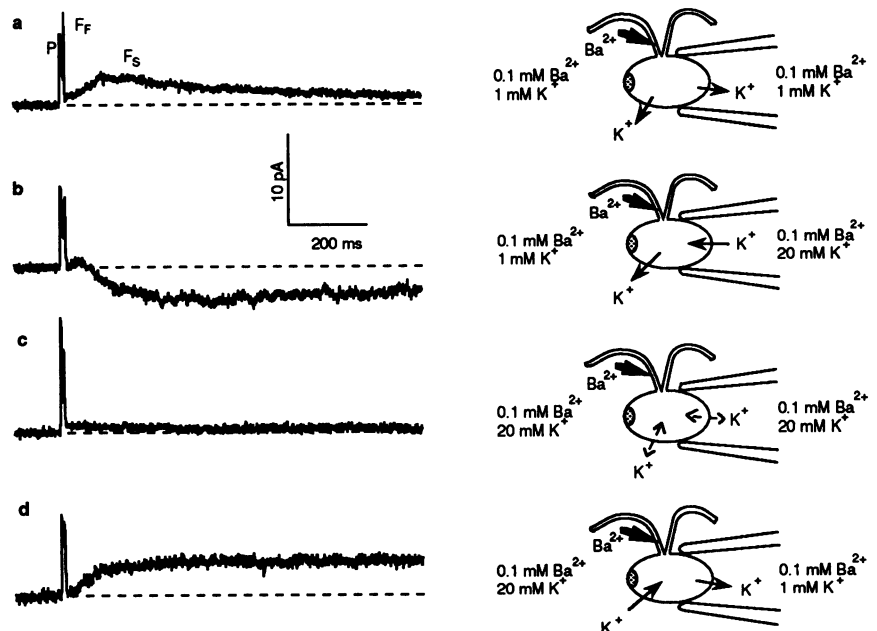 a
P
F_F
F_S
10 pA
200 ms
Ba²⁺
0.1 mM Ba²⁺
1 mM K⁺
K⁺
K⁺
0.1 mM Ba²⁺
1 mM K⁺
b
Ba²⁺
0.1 mM Ba²⁺
1 mM K⁺
K⁺
K⁺
0.1 mM Ba²⁺
20 mM K⁺
c
Ba²⁺
0.1 mM Ba²⁺
20 mM K⁺
K⁺
K⁺
0.1 mM Ba²⁺
20 mM K⁺
d
Ba²⁺
0.1 mM Ba²⁺
20 mM K⁺
K⁺
K⁺
0.1 mM Ba²⁺
1 mM K⁺